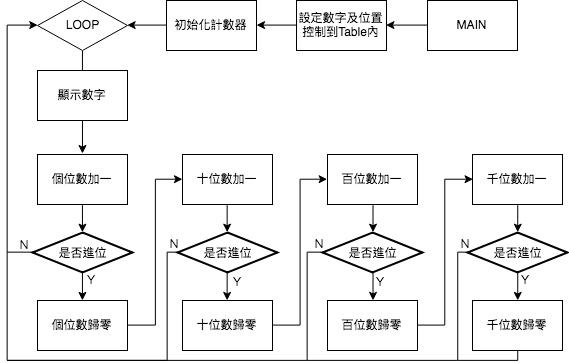 LOOP
初始化計數器
設定數字及位置
控制到Table內
MAIN
顯示數字
個位數加一
十位數加一
百位數加一
千位數加一
N
是否進位
N
是否進位
N
是否進位
N
是否進位
Y
Y
Y
Y
個位數歸零
十位數歸零
百位數歸零
千位數歸零